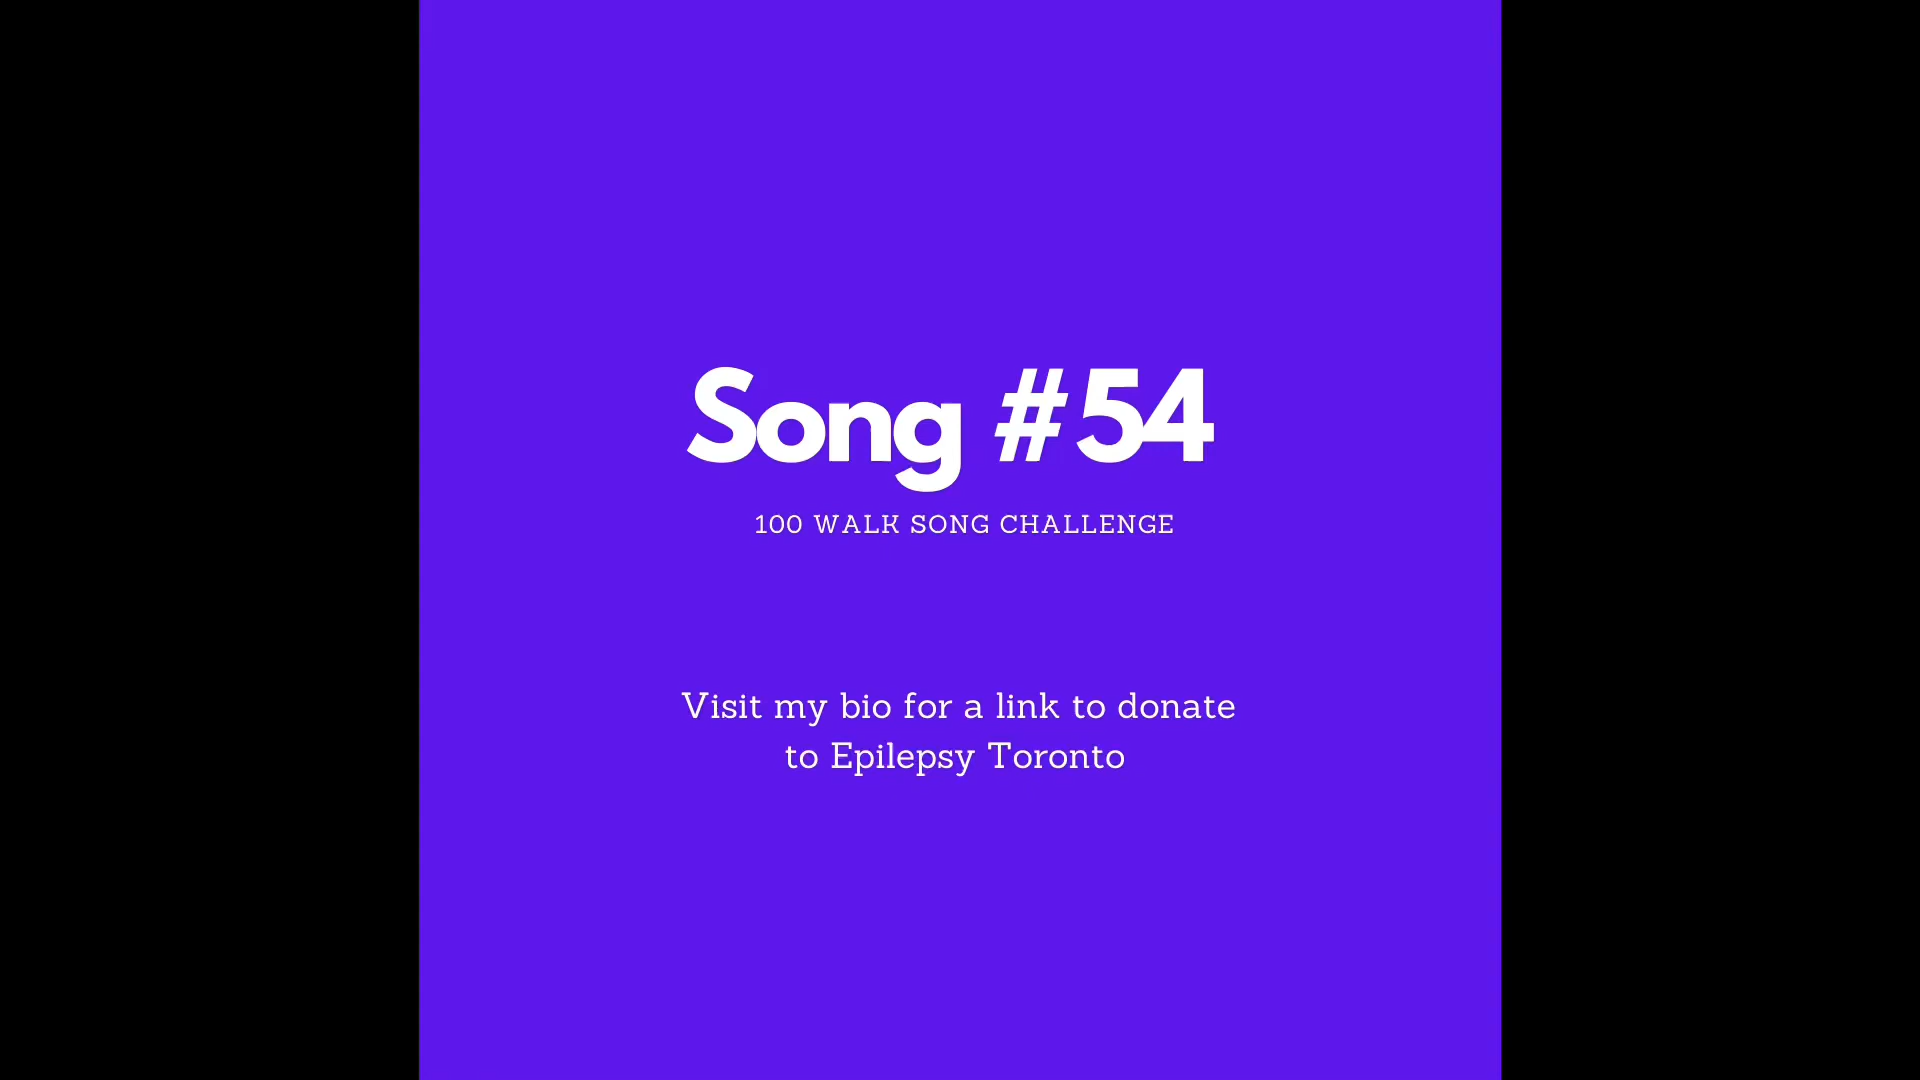 Song #54
100 WALK SONG CHALLENGE
Visit my bio for a link to donate
to Epilepsy Toronto